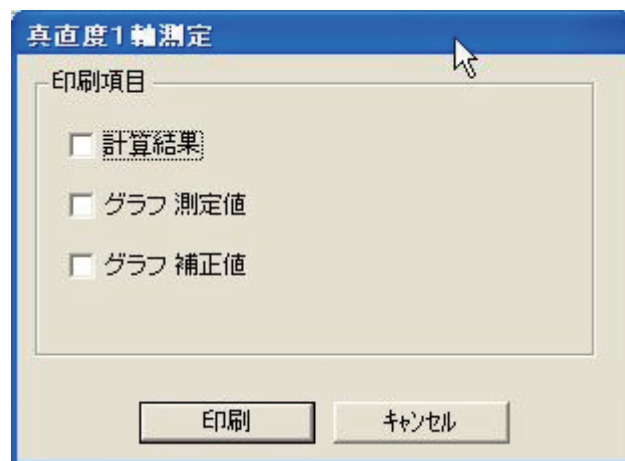 真直度1軸測定
印刷項目
計算結果
グラフ 測定値
グラフ 補正値
印刷 キャンセル